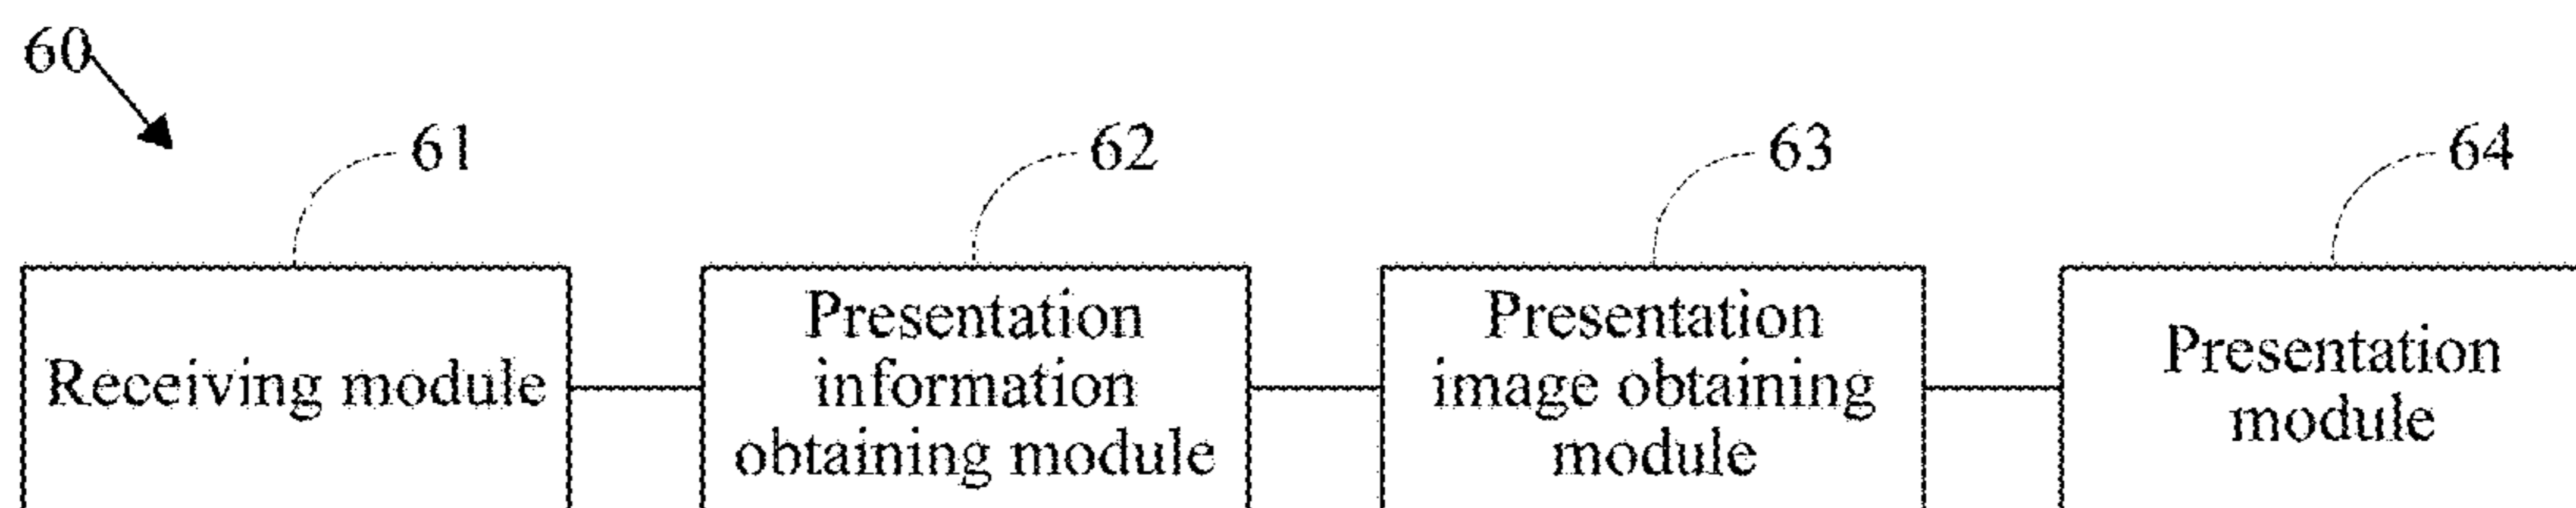 60
61
62
63
64
Receiving module
Presentation
information
obtaining module
Presentation
image obtaining
module
Presentation
module